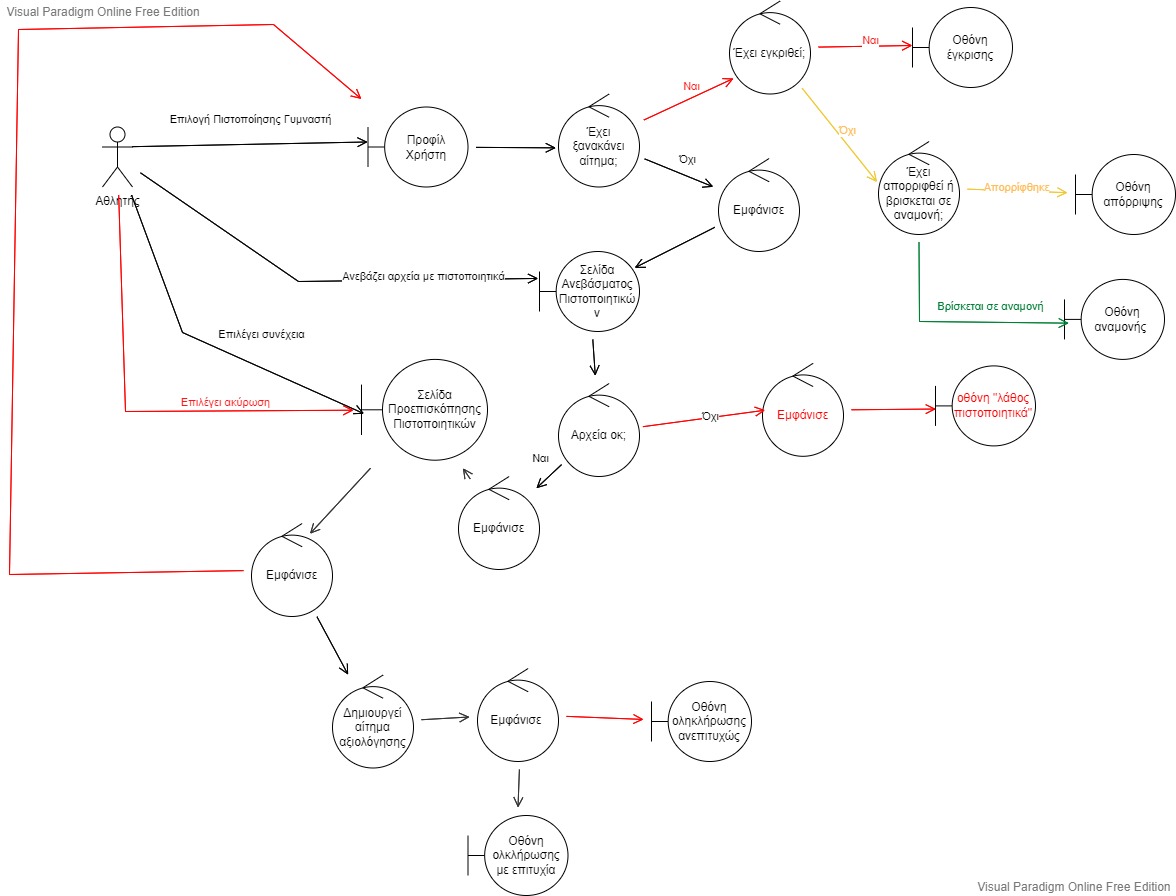 Visual Paradigm Online Free Edition
Έχει εγκριθεί;
Ναι
Οθόνη
έγκρισης
Ναι
Επιλογή Πιστοποίησης Γυμναστή
Προφίλ
Χρήστη
Έχει
ξανακάνει
αίτημα;
Όχι
Όχι
Έχει
απορριφθεί ή
βρισκεται σε
αναμονή;
Απορρίφθηκε
Οθόνη
απόρριψης
Αθλητής
Εμφάνισε
Ανεβάζει αρχεία με πιστοποιητικά
Σελίδα
Ανεβάσματος
Πιστοποιητικώ
ν
Βρίσκεται σε αναμονή
Οθόνη
αναμονής
Επιλέγει συνέχεια
Επιλέγει ακύρωση
Σελίδα
Προεπισκόπησης
Πιστοποιητικών
Αρχεία οκ;
Όχι
Εμφάνισε
οθόνη "λάθος
πιστοποιητικά"
Ναι
Εμφάνισε
Εμφάνισε
Δημιουργεί
αίτημα
αξιολόγησης
Εμφάνισε
Οθόνη
οληκλήρωσης
ανεπιτυχώς
Οθόνη
ολκλήρωσης
με επιτυχία
Visual Paradigm Online Free Edition